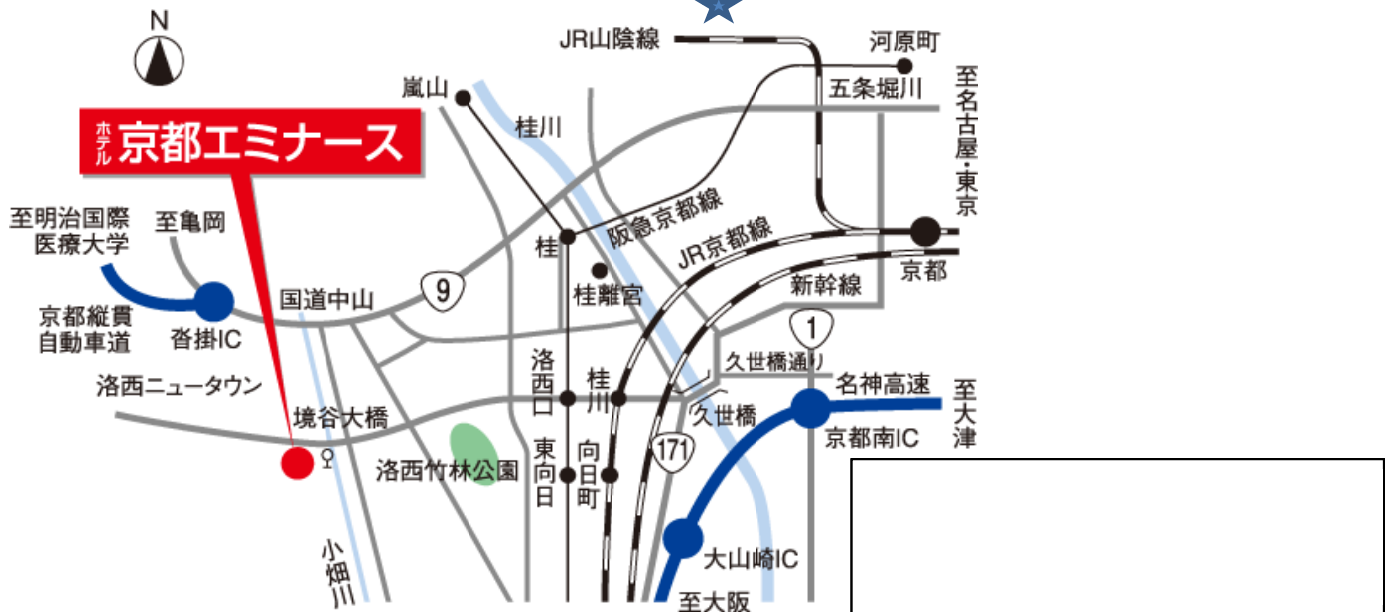 N
JR山陰線
河原町
嵐山
五条堀川
至名古屋・東京
桂川
ホテル 京都エミナース
至明治国際
医療大学
至亀岡
阪急京都線
JR京都線
桂
京都
桂離宮
新幹線
国道中山
9
京都縦貫
自動車道
沓掛IC
1
久世橋通り
洛西ニュータウン
洛西口
桂川
名神高速
至大津
境谷大橋
久世橋
京都南IC
171
洛西竹林公園
東向日
向日町
小畑川
大山崎IC
至大阪